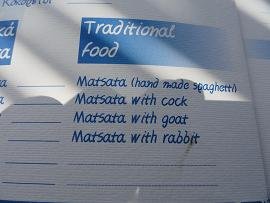 Traditional
food
Matsata (hand made spaghetti)
Matsata with cock
Matsata with goat
Matsata with rabbit